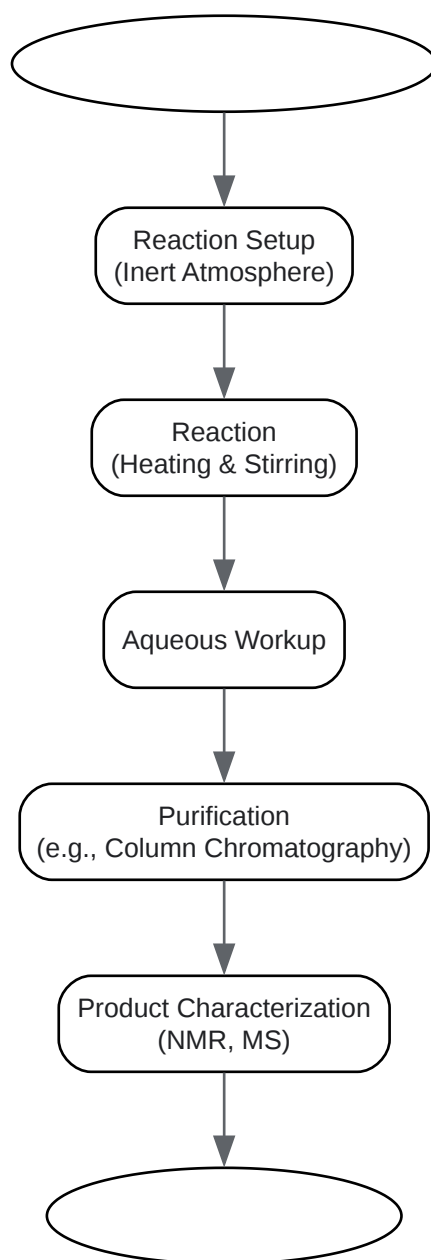 Reaction Setup
(Inert Atmosphere)
Reaction
(Heating & Stirring)
Aqueous Workup
Purification
(e.g., Column Chromatography)
Product Characterization
(NMR, MS)